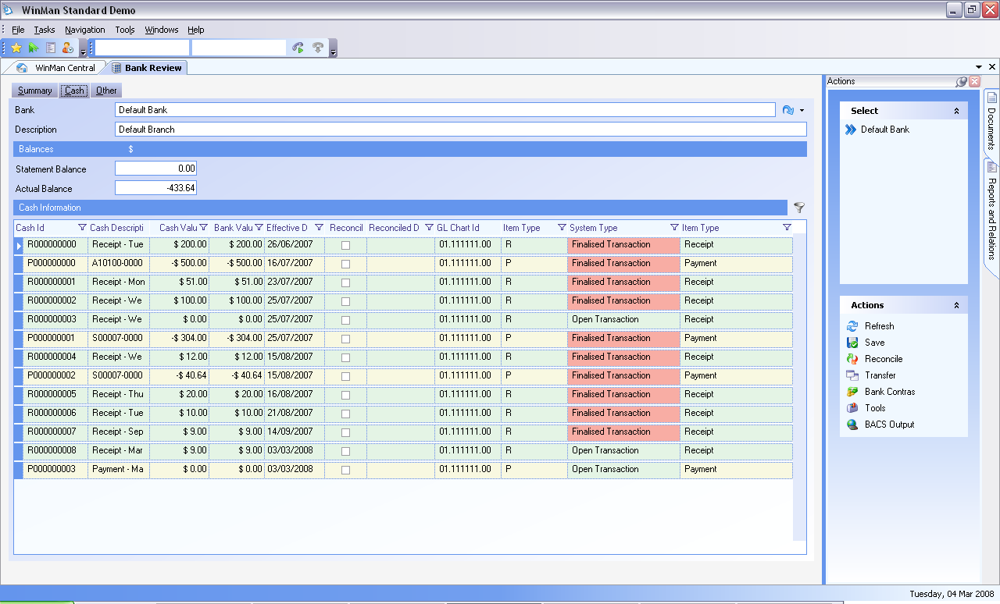 WinMan Standard Demo
File Tasks Navigation Tools Windows Help
WinMan Central Bank Review
Summary Cash Other
Bank Default Bank
Description Default Branch
Balances $
Statement Balance 0.00
Actual Balance -433.64
Cash Information
Cash Id Cash Descripti Cash Valu Bank Valu Effective D Reconcil Reconciled D GL Chart Id Item Type System Type Item Type
R000000000 Receipt - Tue $ 200.00 $ 200.00 26/06/2007 01.111111.00 R Finalised Transaction Receipt
P000000000 A10100-0000 -$ 500.00 -$ 500.00 16/07/2007 01.111111.00 P Finalised Transaction Payment
R000000001 Receipt - Mon $ 51.00 $ 51.00 23/07/2007 01.111111.00 R Finalised Transaction Receipt
R000000002 Receipt - We $ 100.00 $ 100.00 25/07/2007 01.111111.00 R Finalised Transaction Receipt
R000000003 Receipt - We $ 0.00 $ 0.00 25/07/2007 01.111111.00 R Open Transaction Receipt
P000000001 S00007-0000 -$ 304.00 -$ 304.00 25/07/2007 01.111111.00 P Finalised Transaction Payment
R000000004 Receipt - We $ 12.00 $ 12.00 15/08/2007 01.111111.00 R Finalised Transaction Receipt
P000000002 S00007-0000 -$ 40.64 -$ 40.64 15/08/2007 01.111111.00 P Finalised Transaction Payment
R000000005 Receipt - Thu $ 20.00 $ 20.00 16/08/2007 01.111111.00 R Finalised Transaction Receipt
R000000006 Receipt - Tue $ 10.00 $ 10.00 21/08/2007 01.111111.00 R Finalised Transaction Receipt
R000000007 Receipt - Sep $ 9.00 $ 9.00 14/09/2007 01.111111.00 R Finalised Transaction Receipt
R000000008 Receipt - Mar $ 9.00 $ 9.00 03/03/2008 01.111111.00 R Open Transaction Receipt
P000000003 Payment - Ma $ 0.00 $ 0.00 03/03/2008 01.111111.00 P Open Transaction Payment
Actions
Select
Default Bank
Actions
Refresh
Save
Reconcile
Transfer
Bank Contras
Tools
BACS Output
Documents
Reports and Relations
Tuesday, 04 Mar 2008